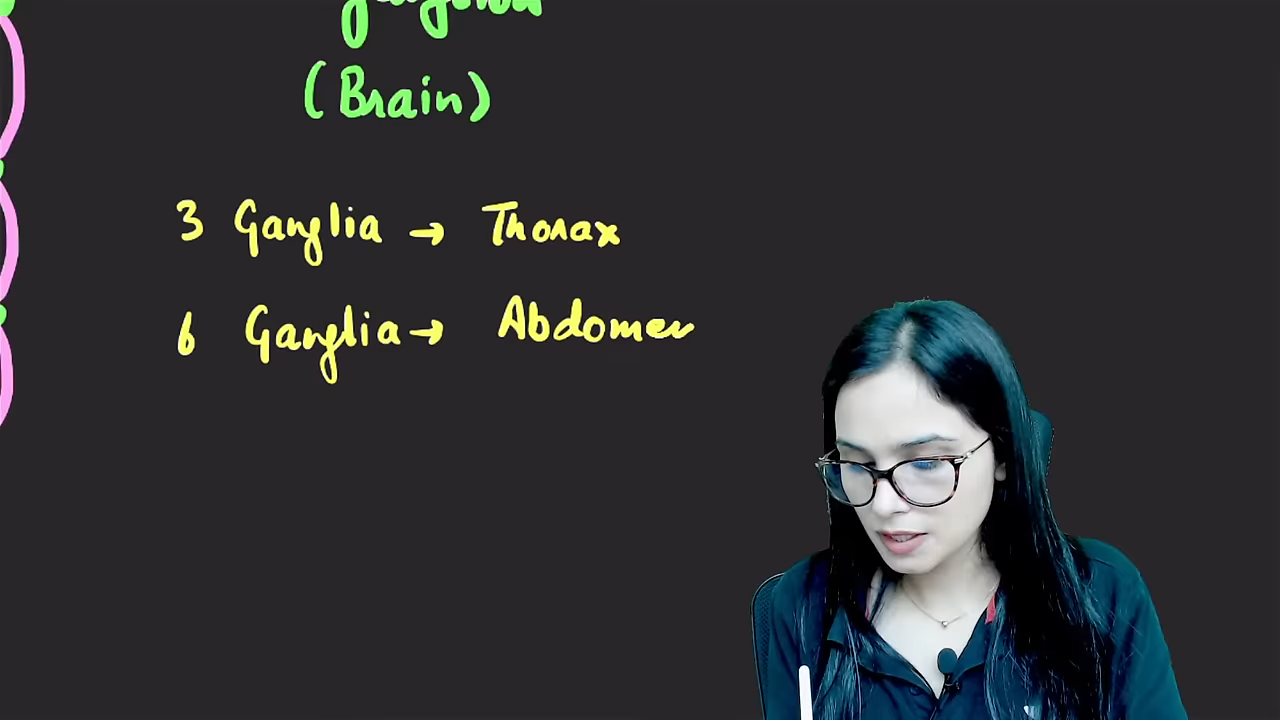 (Brain)
3 Ganglia → Thorax
6 Ganglia → Abdomen